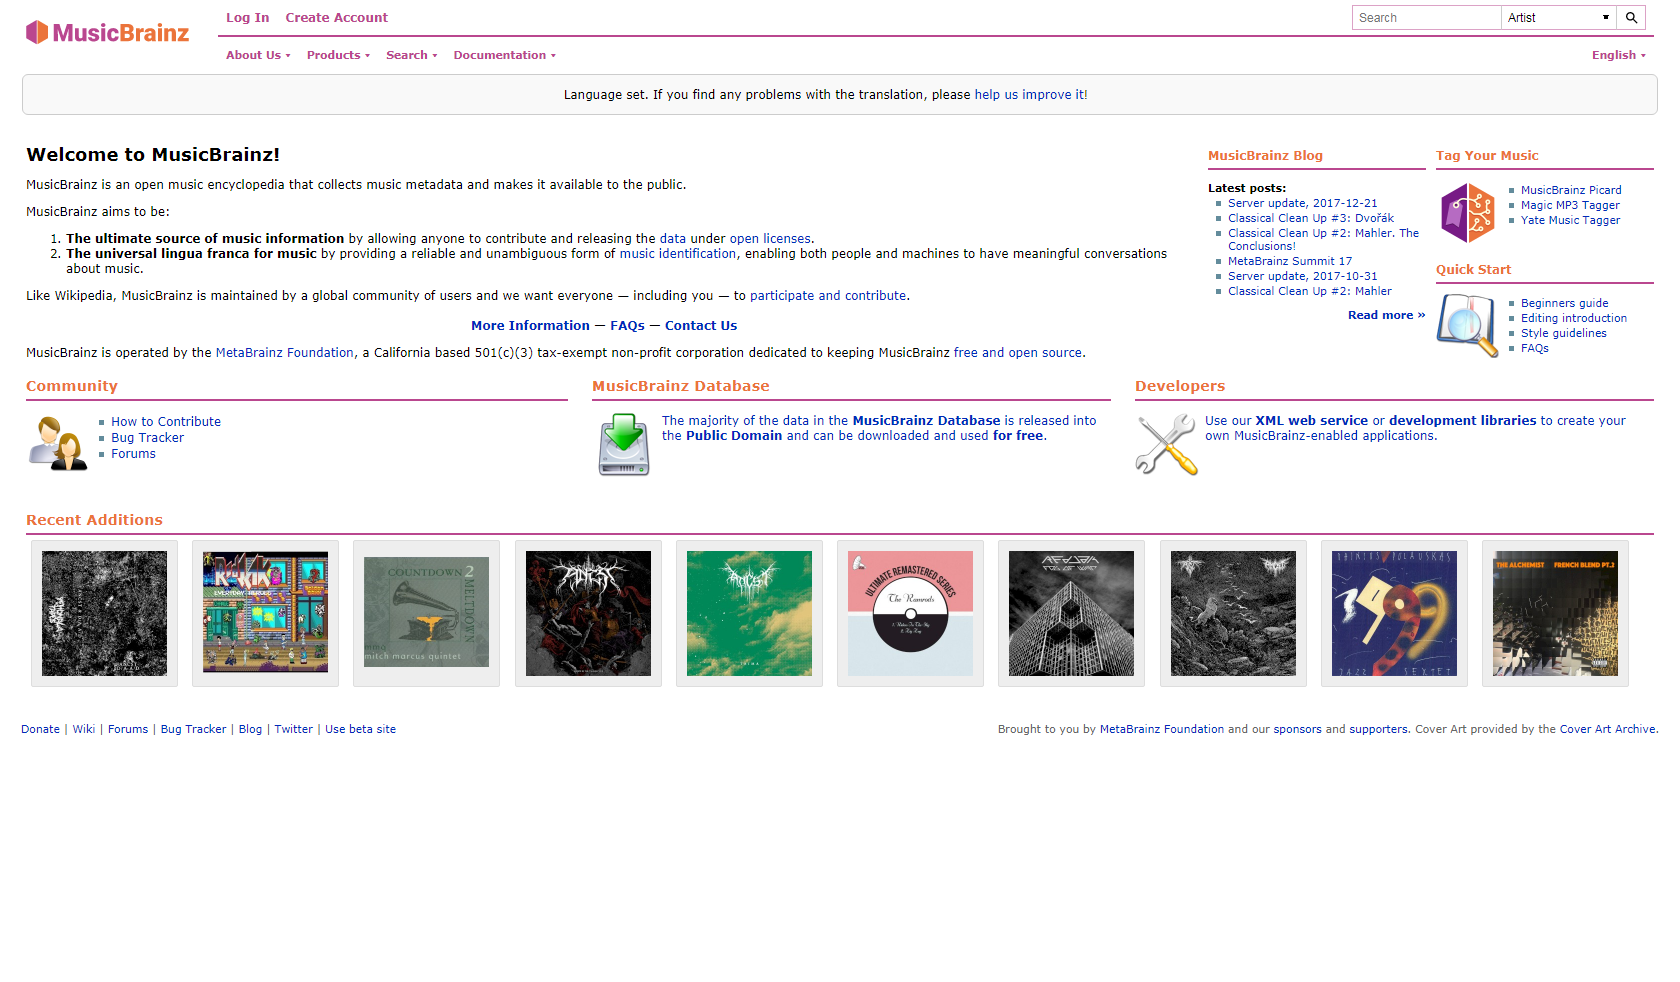 MusicBrainz
Log In Create Account
Search Artist
About Us Products Search Documentation English
Language set. If you find any problems with the translation, please help us improve it!
Welcome to MusicBrainz!
MusicBrainz is an open music encyclopedia that collects music metadata and makes it available to the public.
MusicBrainz aims to be:
1. The ultimate source of music information by allowing anyone to contribute and releasing the data under open licenses.
2. The universal lingua franca for music by providing a reliable and unambiguous form of music identification, enabling both people and machines to have meaningful conversations
about music.
Like Wikipedia, MusicBrainz is maintained by a global community of users and we want everyone — including you — to participate and contribute.
More Information — FAQs — Contact Us
MusicBrainz is operated by the MetaBrainz Foundation, a California based 501(c)(3) tax-exempt non-profit corporation dedicated to keeping MusicBrainz free and open source.
MusicBrainz Blog
Latest posts:
Server update, 2017-12-21
Classical Clean Up #3: Dvořák
Classical Clean Up #2: Mahler. The
Conclusions!
MetaBrainz Summit 17
Server update, 2017-10-31
Classical Clean Up #2: Mahler
Read more »
Tag Your Music
MusicBrainz Picard
Magic MP3 Tagger
Yate Music Tagger
Quick Start
Beginners guide
Editing introduction
Style guidelines
FAQs
Community
How to Contribute
Bug Tracker
Forums
MusicBrainz Database
The majority of the data in the MusicBrainz Database is released into
the Public Domain and can be downloaded and used for free.
Developers
Use our XML web service or development libraries to create your
own MusicBrainz-enabled applications.
Recent Additions
COUNTDOWN 2
MELTDOWN
mitch marcus quintet
ULTIMATE REMASTERED SERIES
The Ramrods
THE ALCHEMIST FRENCH BLEND PT.2
JAZZ SEXTET
Donate | Wiki | Forums | Bug Tracker | Blog | Twitter | Use beta site
Brought to you by MetaBrainz Foundation and our sponsors and supporters. Cover Art provided by the Cover Art Archive.